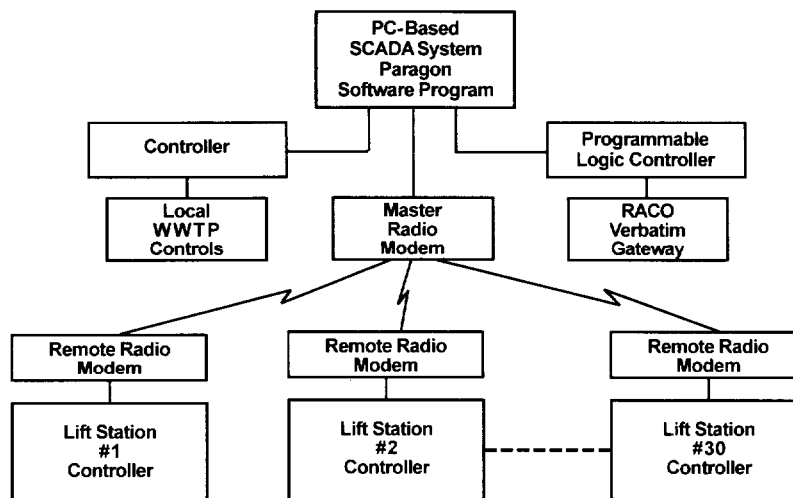 PC-Based
SCADA System
Paragon
Software Program
Controller
Programmable
Logic Controller
Local
WWTP
Controls
Master
Radio
Modem
RACO
Verbatim
Gateway
Remote Radio
Modem
Remote Radio
Modem
Remote Radio
Modem
Lift Station
#1
Controller
Lift Station
#2
Controller
Lift Station
#30
Controller